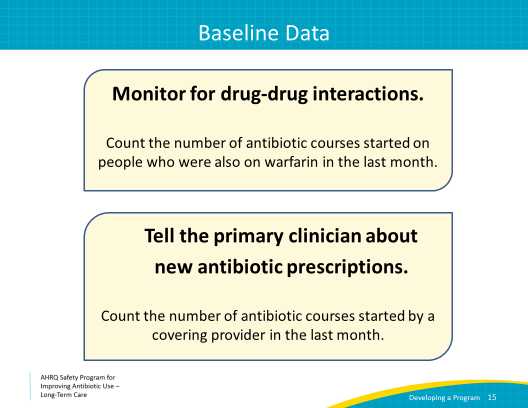 Baseline Data
Monitor for drug-drug interactions.
Count the number of antibiotic courses started on
people who were also on warfarin in the last month.
Tell the primary clinician about
new antibiotic prescriptions.
Count the number of antibiotic courses started by a
covering provider in the last month.
AHRQ Safety Program for
Improving Antibiotic Use –
Long-Term Care
Developing a Program 15